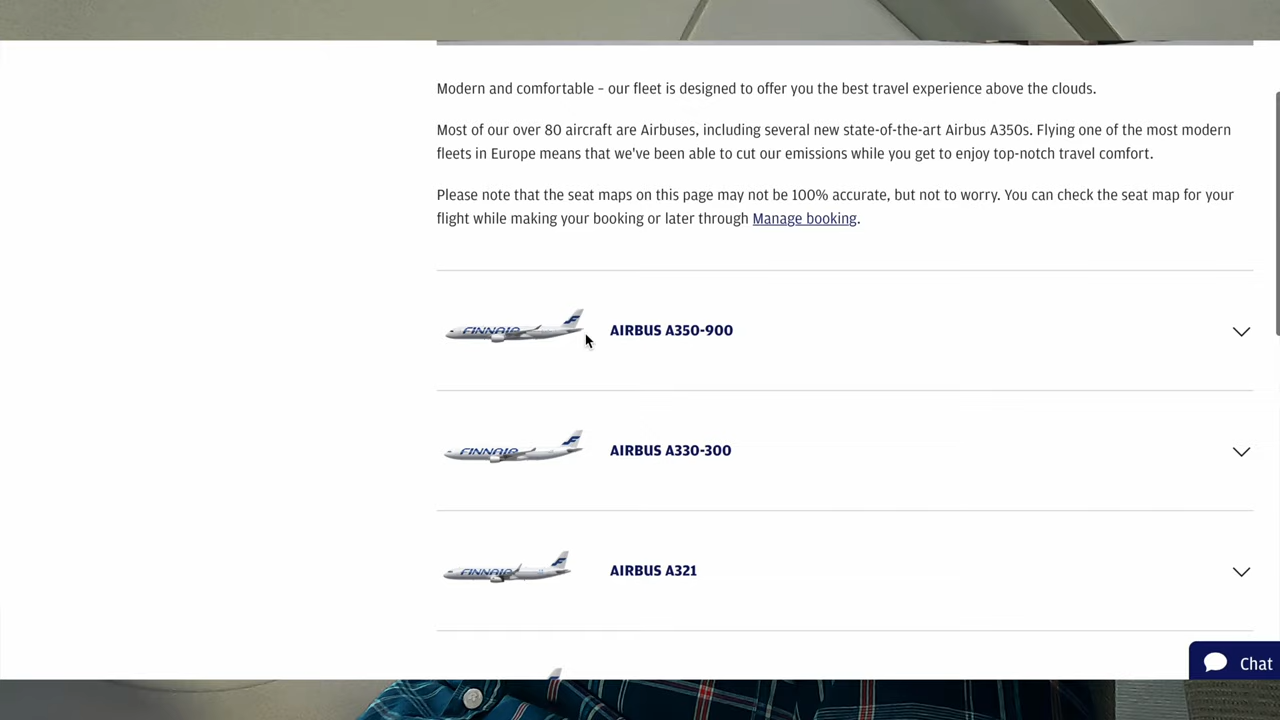 Modern and comfortable – our fleet is designed to offer you the best travel experience above the clouds.
Most of our over 80 aircraft are Airbuses, including several new state-of-the-art Airbus A350s. Flying one of the most modern
fleets in Europe means that we've been able to cut our emissions while you get to enjoy top-notch travel comfort.
Please note that the seat maps on this page may not be 100% accurate, but not to worry. You can check the seat map for your
flight while making your booking or later through Manage booking.
FINNAIR
AIRBUS A350-900
FINNAIR
AIRBUS A330-300
FINNAIR
AIRBUS A321
Chat